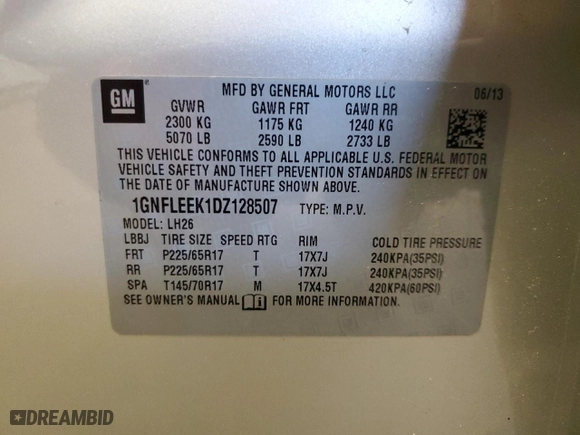 GM
MFD BY GENERAL MOTORS LLC 06/13
GVWR GAWR FRT GAWR RR
2300 KG 1175 KG 1240 KG
5070 LB 2590 LB 2733 LB
THIS VEHICLE CONFORMS TO ALL APPLICABLE U.S. FEDERAL MOTOR
VEHICLE SAFETY AND THEFT PREVENTION STANDARDS IN EFFECT ON
THE DATE OF MANUFACTURE SHOWN ABOVE.
1GNFLEEK1DZ128507 TYPE: M.P.V.
MODEL: LH26
LBBJ TIRE SIZE SPEED RTG RIM COLD TIRE PRESSURE
FRT P225/65R17 T 17X7J 240KPA(35PSI)
RR P225/65R17 T 17X7J 240KPA(35PSI)
SPA T145/70R17 M 17X4.5T 420KPA(60PSI)
SEE OWNER'S MANUAL FOR MORE INFORMATION.
DREAMBID